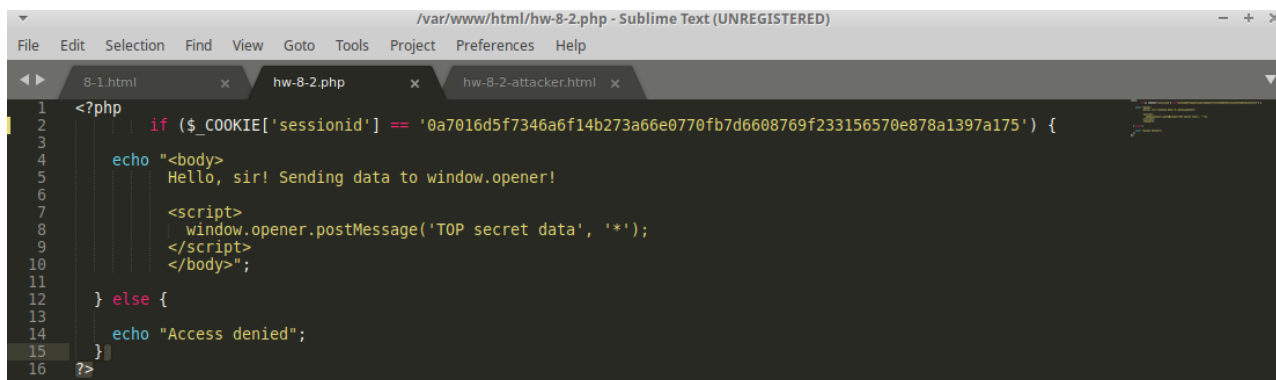 /var/www/html/hw-8-2.php - Sublime Text (UNREGISTERED)
File Edit Selection Find View Goto Tools Project Preferences Help
8-1.html hw-8-2.php hw-8-2-attacker.html
1 <?php
2 if ($_COOKIE['sessionid'] == '0a7016d5f7346a6f14b273a66e0770fb7d6608769f233156570e878a1397a175') {
3
4 echo "<body>
5 Hello, sir! Sending data to window.opener!
6
7 <script>
8 window.opener.postMessage('TOP secret data', '*');
9 </script>
10 </body>";
11
12 } else {
13
14 echo "Access denied";
15 }
16 ?>